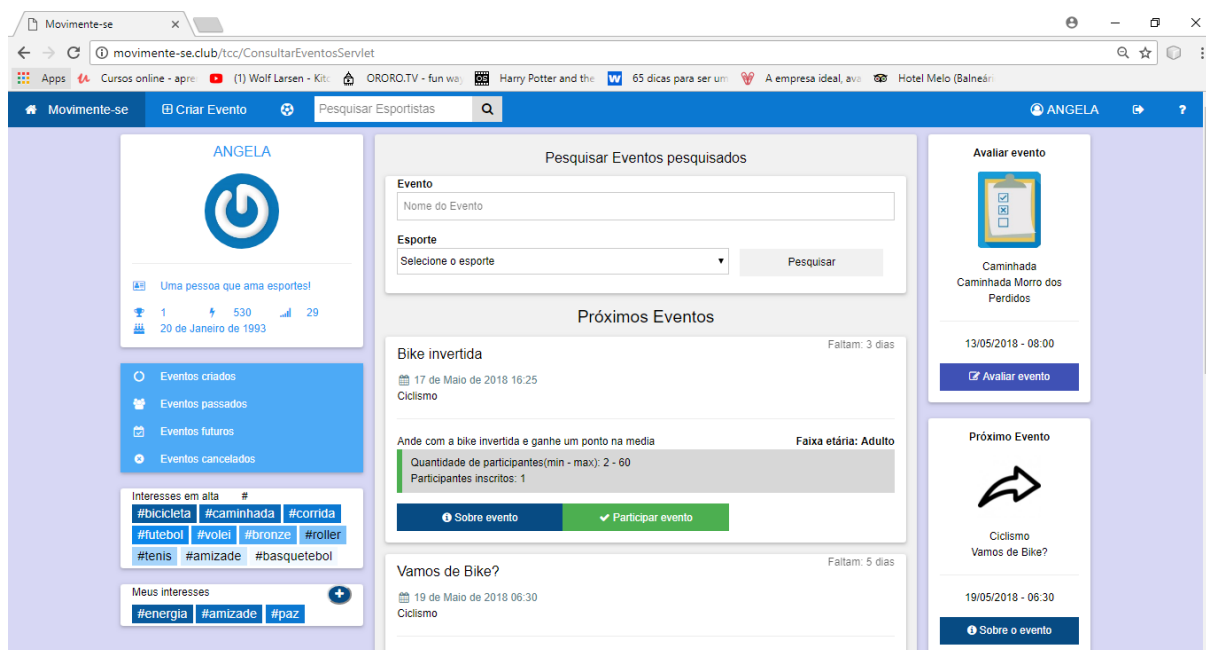 Movimente-se
movimente-se.club/tcc/ConsultarEventosServlet
Apps Cursos online - apre (1) Wolf Larsen - Kit ORORO.TV - fun way Harry Potter and the 65 dicas para ser um A empresa ideal, ava Hotel Melo (Balneári
Movimente-se Criar Evento Pesquisar Esportistas ANGELA ?
ANGELA
Uma pessoa que ama esportes!
1 530 29
20 de Janeiro de 1993
Eventos criados
Eventos passados
Eventos futuros
Eventos cancelados
Interesses em alta #
#bicicleta #caminhada #corrida
#futebol #volei #bronze #roller
#tenis #amizade #basquetebol
Meus interesses
#energia #amizade #paz
Pesquisar Eventos pesquisados
Evento
Nome do Evento
Esporte
Selecione o esporte Pesquisar
Próximos Eventos
Faltam: 3 dias
Bike invertida
17 de Maio de 2018 16:25
Ciclismo
Ande com a bike invertida e ganhe um ponto na media Faixa etária: Adulto
Quantidade de participantes(min - max): 2 - 60
Participantes inscritos: 1
Sobre evento Participar evento
Faltam: 5 dias
Vamos de Bike?
19 de Maio de 2018 06:30
Ciclismo
Avaliar evento
Caminhada
Caminhada Morro dos
Perdidos
13/05/2018 - 08:00
Avaliar evento
Próximo Evento
Ciclismo
Vamos de Bike?
19/05/2018 - 06:30
Sobre o evento